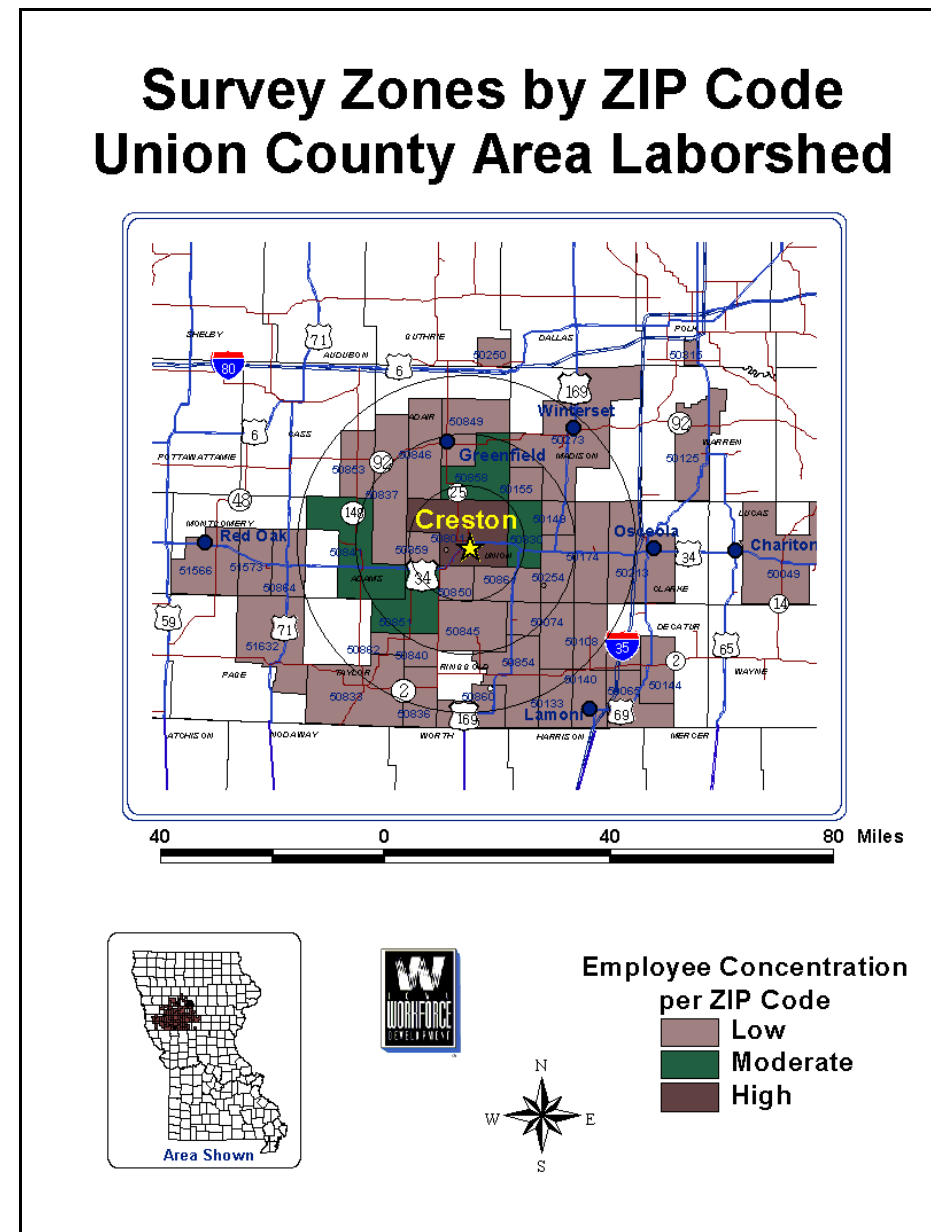 Survey Zones by ZIP Code
Union County Area Laborshed
SHELBY
71
AUDUBON
GUTHRIE
DALLAS
POLK
80
6
50250
50315
169
6
CASS
ADAIR
50849
Winterset
92
WARREN
POTTAWATTAMIE
50846
Greenfield
50273
MADISON
50125
50853
92
50858
48
50837
25
50155
148
MONTGOMERY
Creston
50149
LUCAS
Red Oak
50841
50801
50830
Osceola
34
Chariton
50859
UNION
50174
51566
51573
50864
ADAMS
34
50850
50861
50254
50213
CLARKE
50049
59
71
50851
50845
50074
14
DECATUR
51632
50862
50840
50108
35
65
PAGE
TAYLOR
RINGGOLD
50854
2
WAYNE
50833
2
50860
50140
50144
50836
169
50133
50065
Lamoni
69
ATCHISON
NODAWAY
WORTH
HARRISON
MERCER
40
0
40
80 Miles
Employee Concentration
per ZIP Code
Low
Moderate
High
IOWA
WORKFORCE
DEVELOPMENT
N
W
E
S
Area Shown